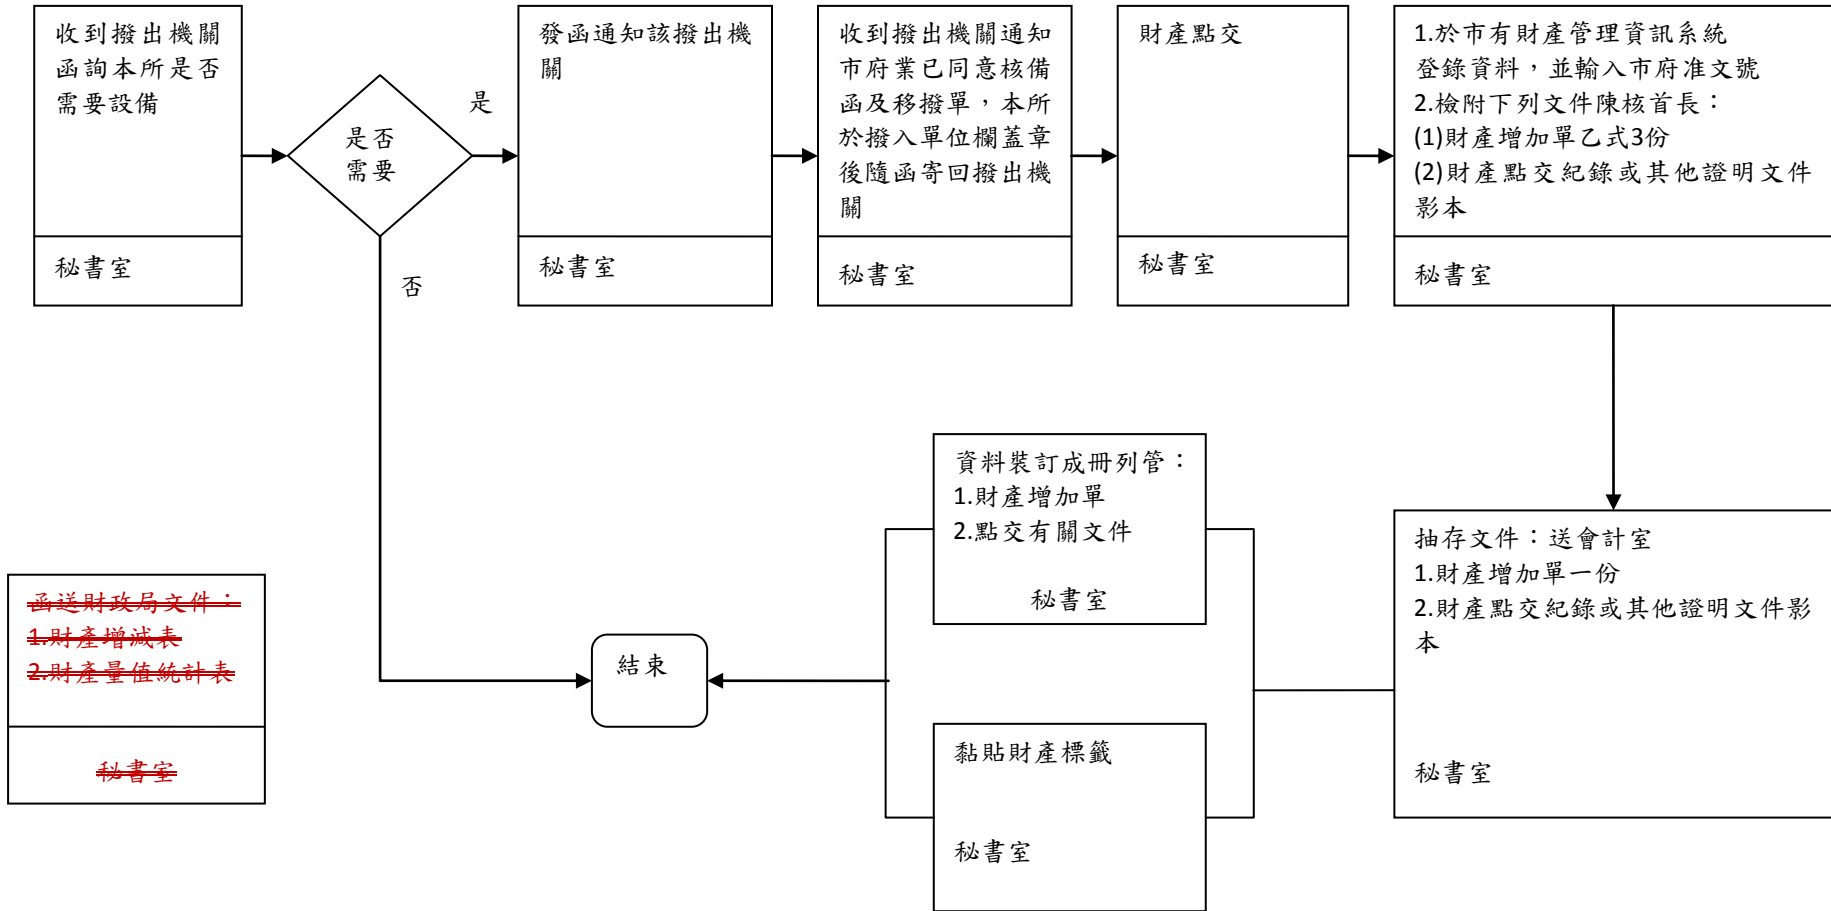 收到撥出機關
函詢本所是否
需要設備
秘書室
是否
需要
是
否
發函通知該撥出機
關
秘書室
收到撥出機關通知
市府業已同意核備
函及移撥單，本所
於撥入單位欄蓋章
後隨函寄回撥出機
關
秘書室
財產點交
秘書室
1.於市有財產管理資訊系統
登錄資料，並輸入市府准文號
2.檢附下列文件陳核首長：
(1)財產增加單乙式3份
(2)財產點交紀錄或其他證明文件
影本
秘書室
抽存文件：送會計室
1.財產增加單一份
2.財產點交紀錄或其他證明文件影
本
秘書室
資料裝訂成冊列管：
1.財產增加單
2.點交有關文件
秘書室
黏貼財產標籤
秘書室
結束
函送財政局文件：
1.財產增減表
2.財產量值統計表
秘書室